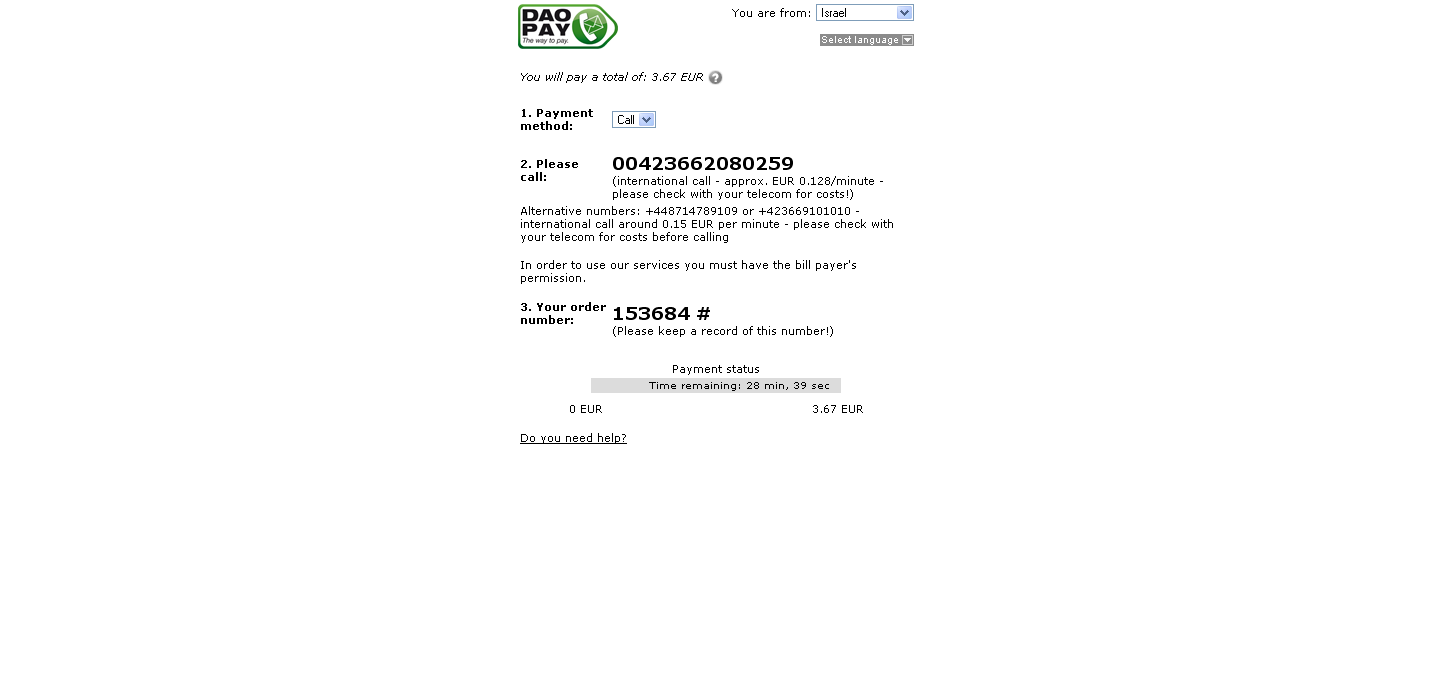 DAO
PAY
The way to pay.
You are from: Israel
Select language
You will pay a total of: 3.67 EUR ?
1. Payment
method:
Call
2. Please
call:
00423662080259
(international call - approx. EUR 0.128/minute -
please check with your telecom for costs!)
Alternative numbers: +448714789109 or +423669101010 -
international call around 0.15 EUR per minute - please check with
your telecom for costs before calling
In order to use our services you must have the bill payer's
permission.
3. Your order
number:
153684 #
(Please keep a record of this number!)
Payment status
Time remaining: 28 min, 39 sec
0 EUR 3.67 EUR
Do you need help?